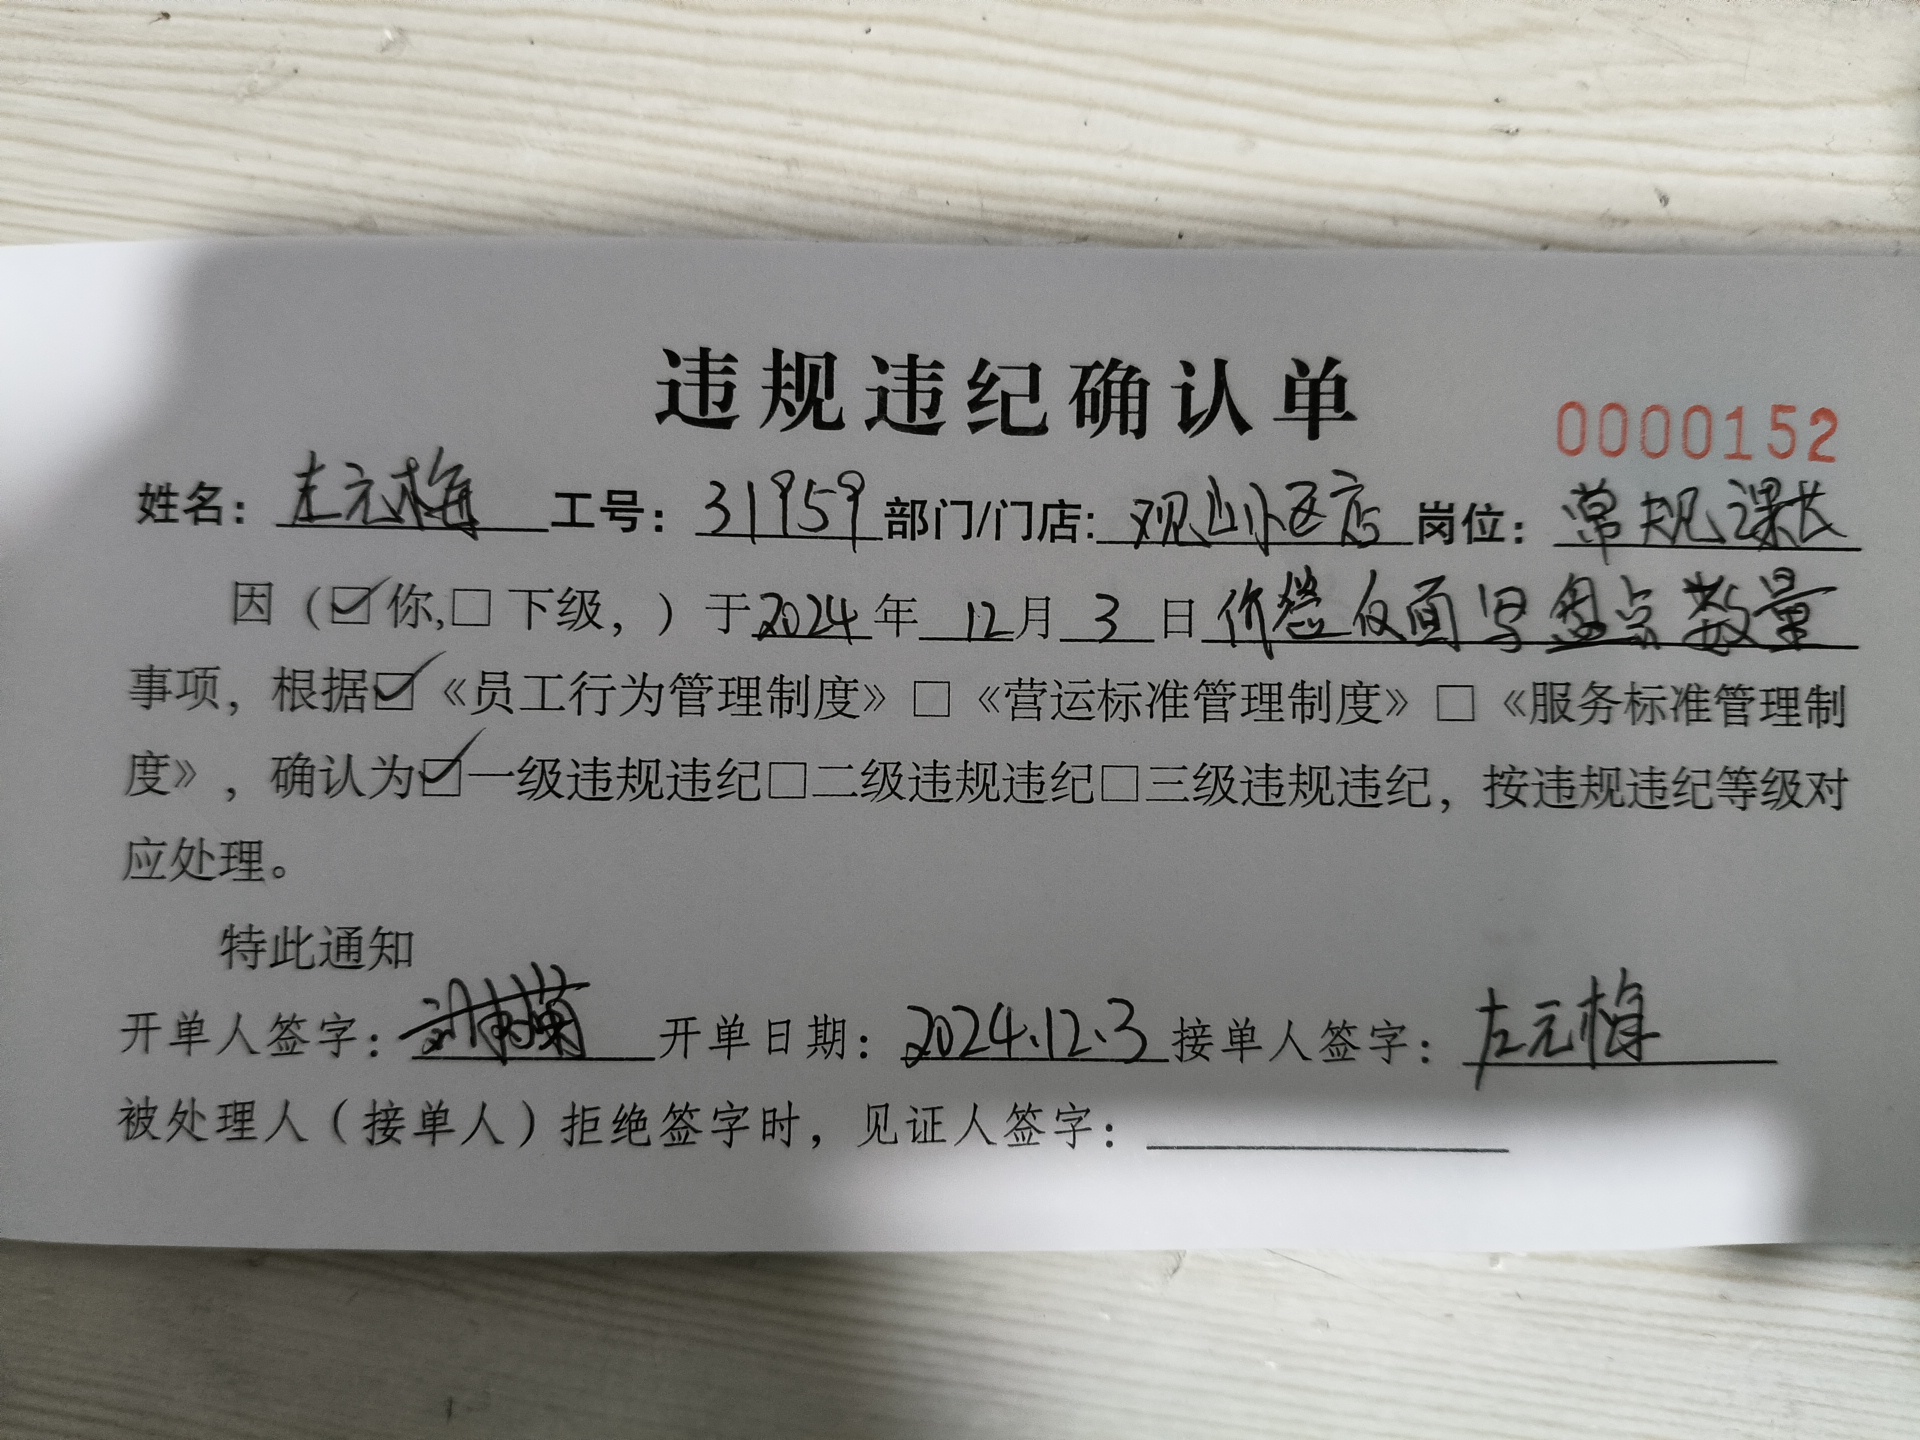 违规违纪确认单
0000152
姓名：左元梅 工号：31959 部门/门店：观山小区店 岗位：常规课长
因（☑你,□下级，）于2024年12月3日价签反面写盘点数量
事项，根据☑《员工行为管理制度》□《营运标准管理制度》□《服务标准管理制
度》，确认为☑一级违规违纪□二级违规违纪□三级违规违纪，按违规违纪等级对
应处理。
特此通知
开单人签字： 开单日期：2024.12.3 接单人签字：左元梅
被处理人（接单人）拒绝签字时，见证人签字：